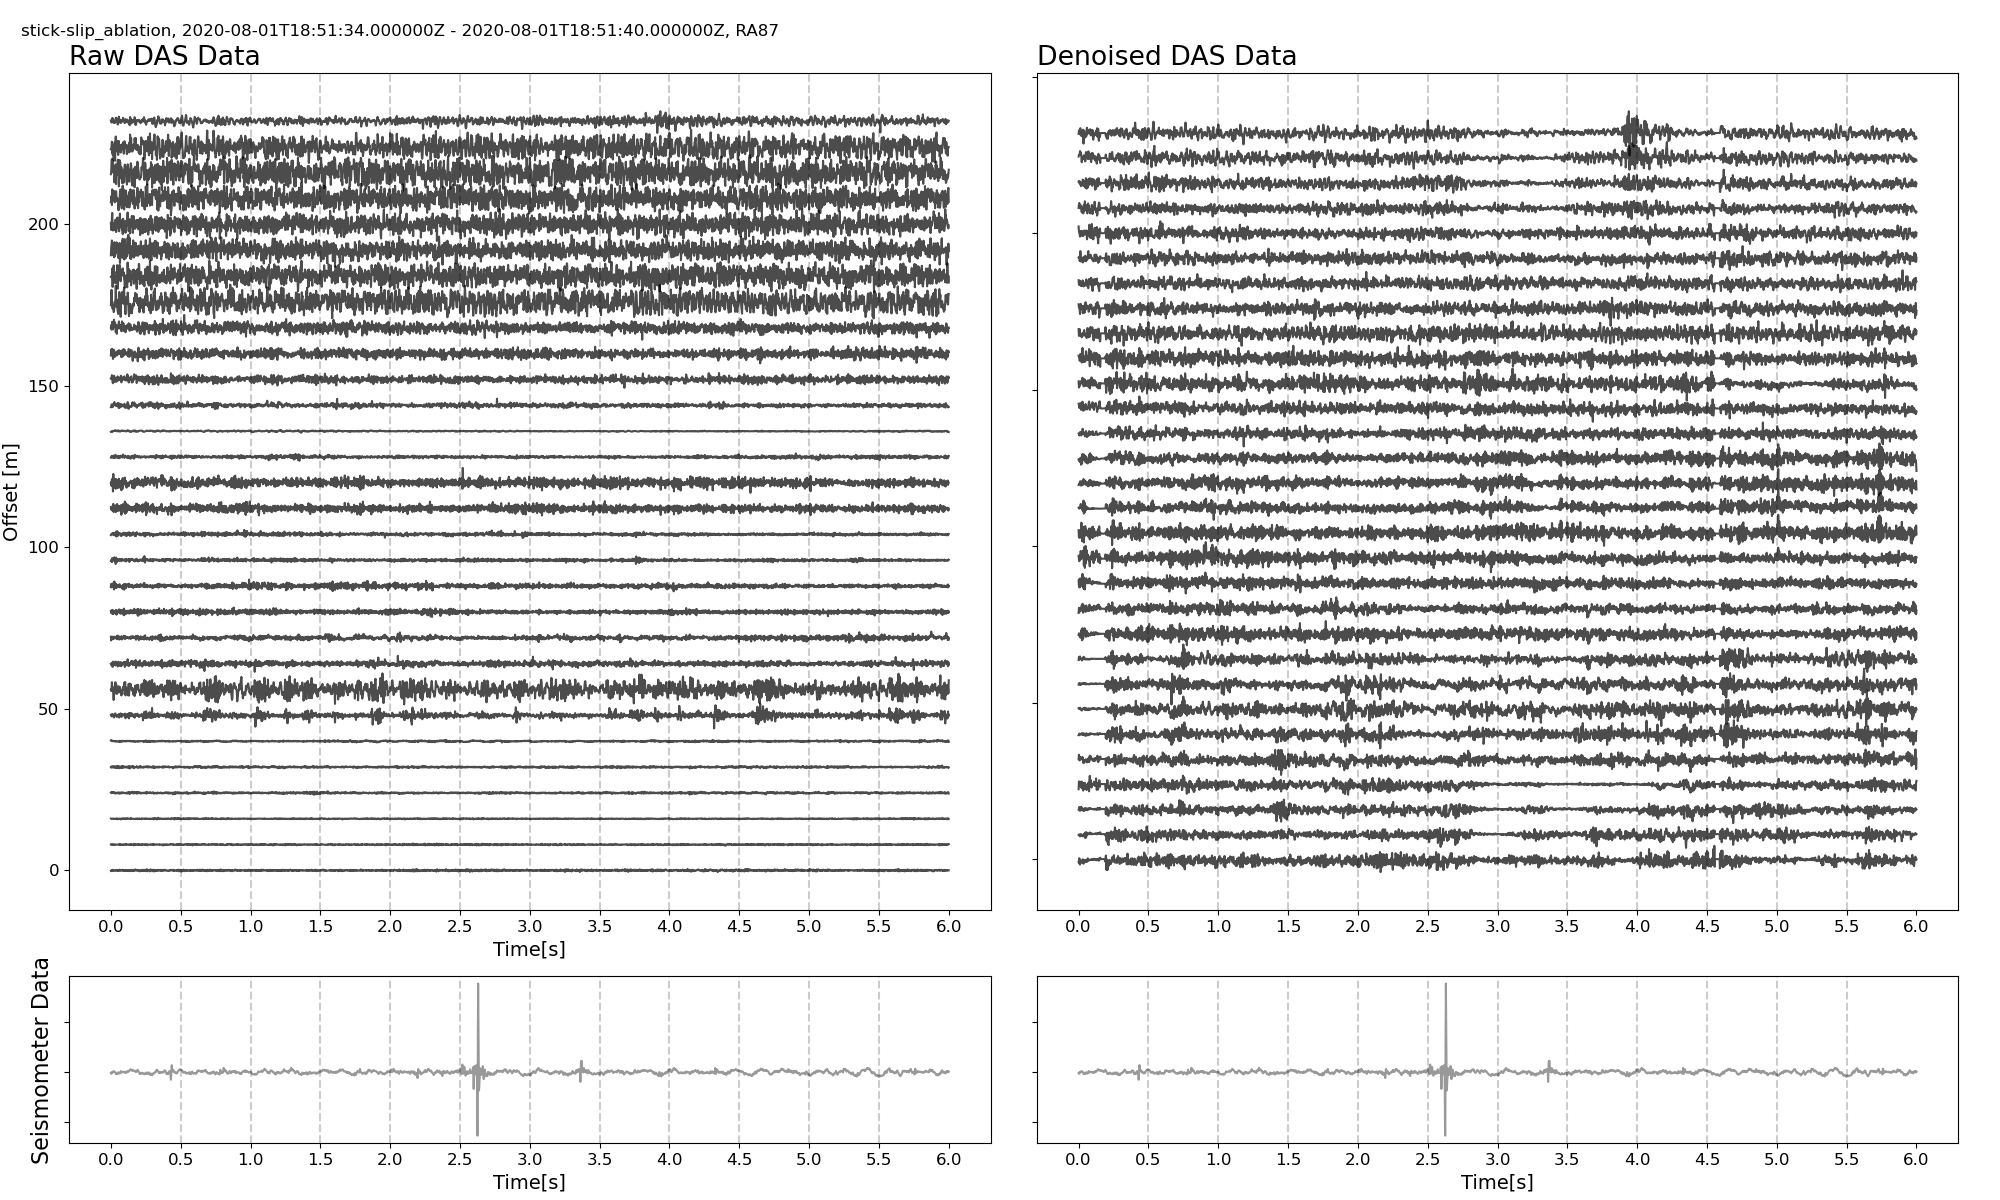 stick-slip_ablation, 2020-08-01T18:51:34.000000Z - 2020-08-01T18:51:40.000000Z, RA87
Raw DAS Data
Denoised DAS Data
Offset [m]
200
150
100
50
0
0.0 0.5 1.0 1.5 2.0 2.5 3.0 3.5 4.0 4.5 5.0 5.5 6.0
Time[s]
0.0 0.5 1.0 1.5 2.0 2.5 3.0 3.5 4.0 4.5 5.0 5.5 6.0
Seismometer Data
0.0 0.5 1.0 1.5 2.0 2.5 3.0 3.5 4.0 4.5 5.0 5.5 6.0
Time[s]
0.0 0.5 1.0 1.5 2.0 2.5 3.0 3.5 4.0 4.5 5.0 5.5 6.0
Time[s]